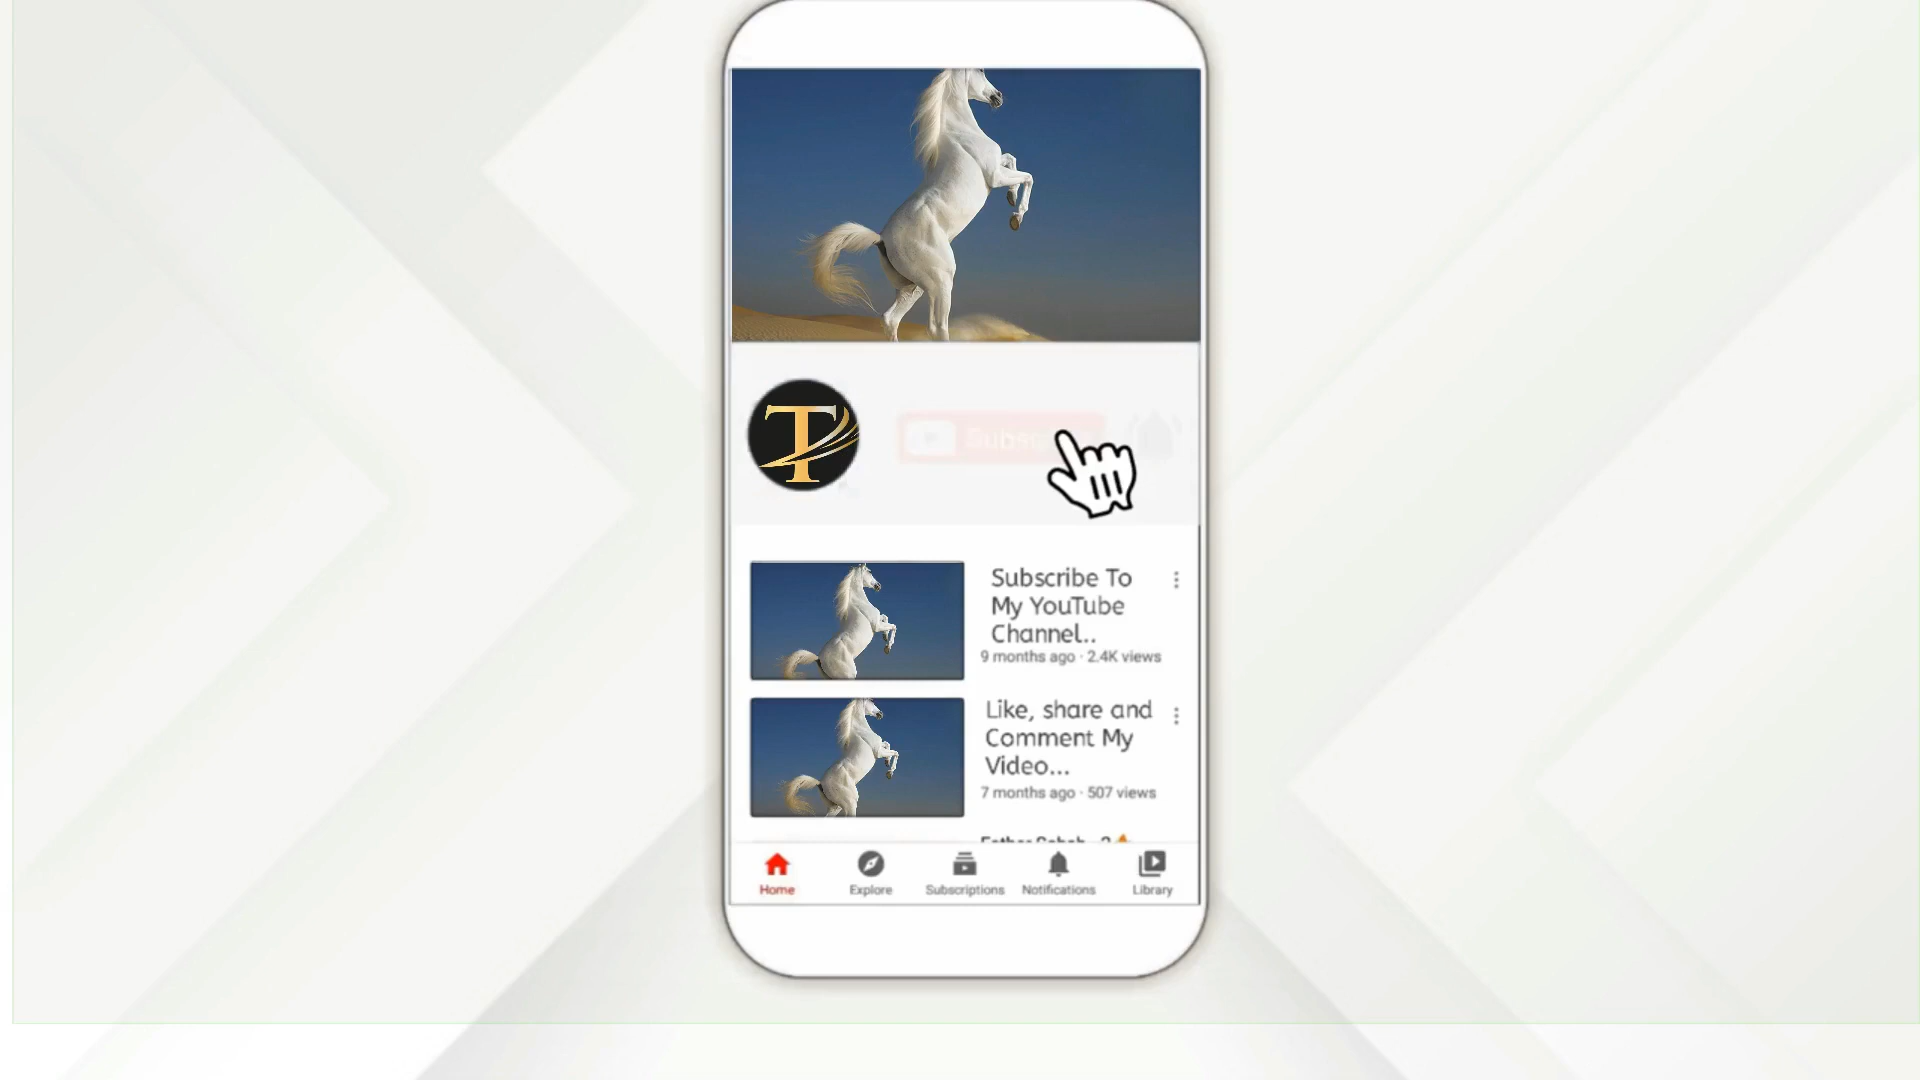 T
Subscribe To
My YouTube
Channel..
9 months ago · 2.4K views
Like, share and
Comment My
Video...
7 months ago · 507 views
Home
Explore
Subscriptions
Notifications
Library